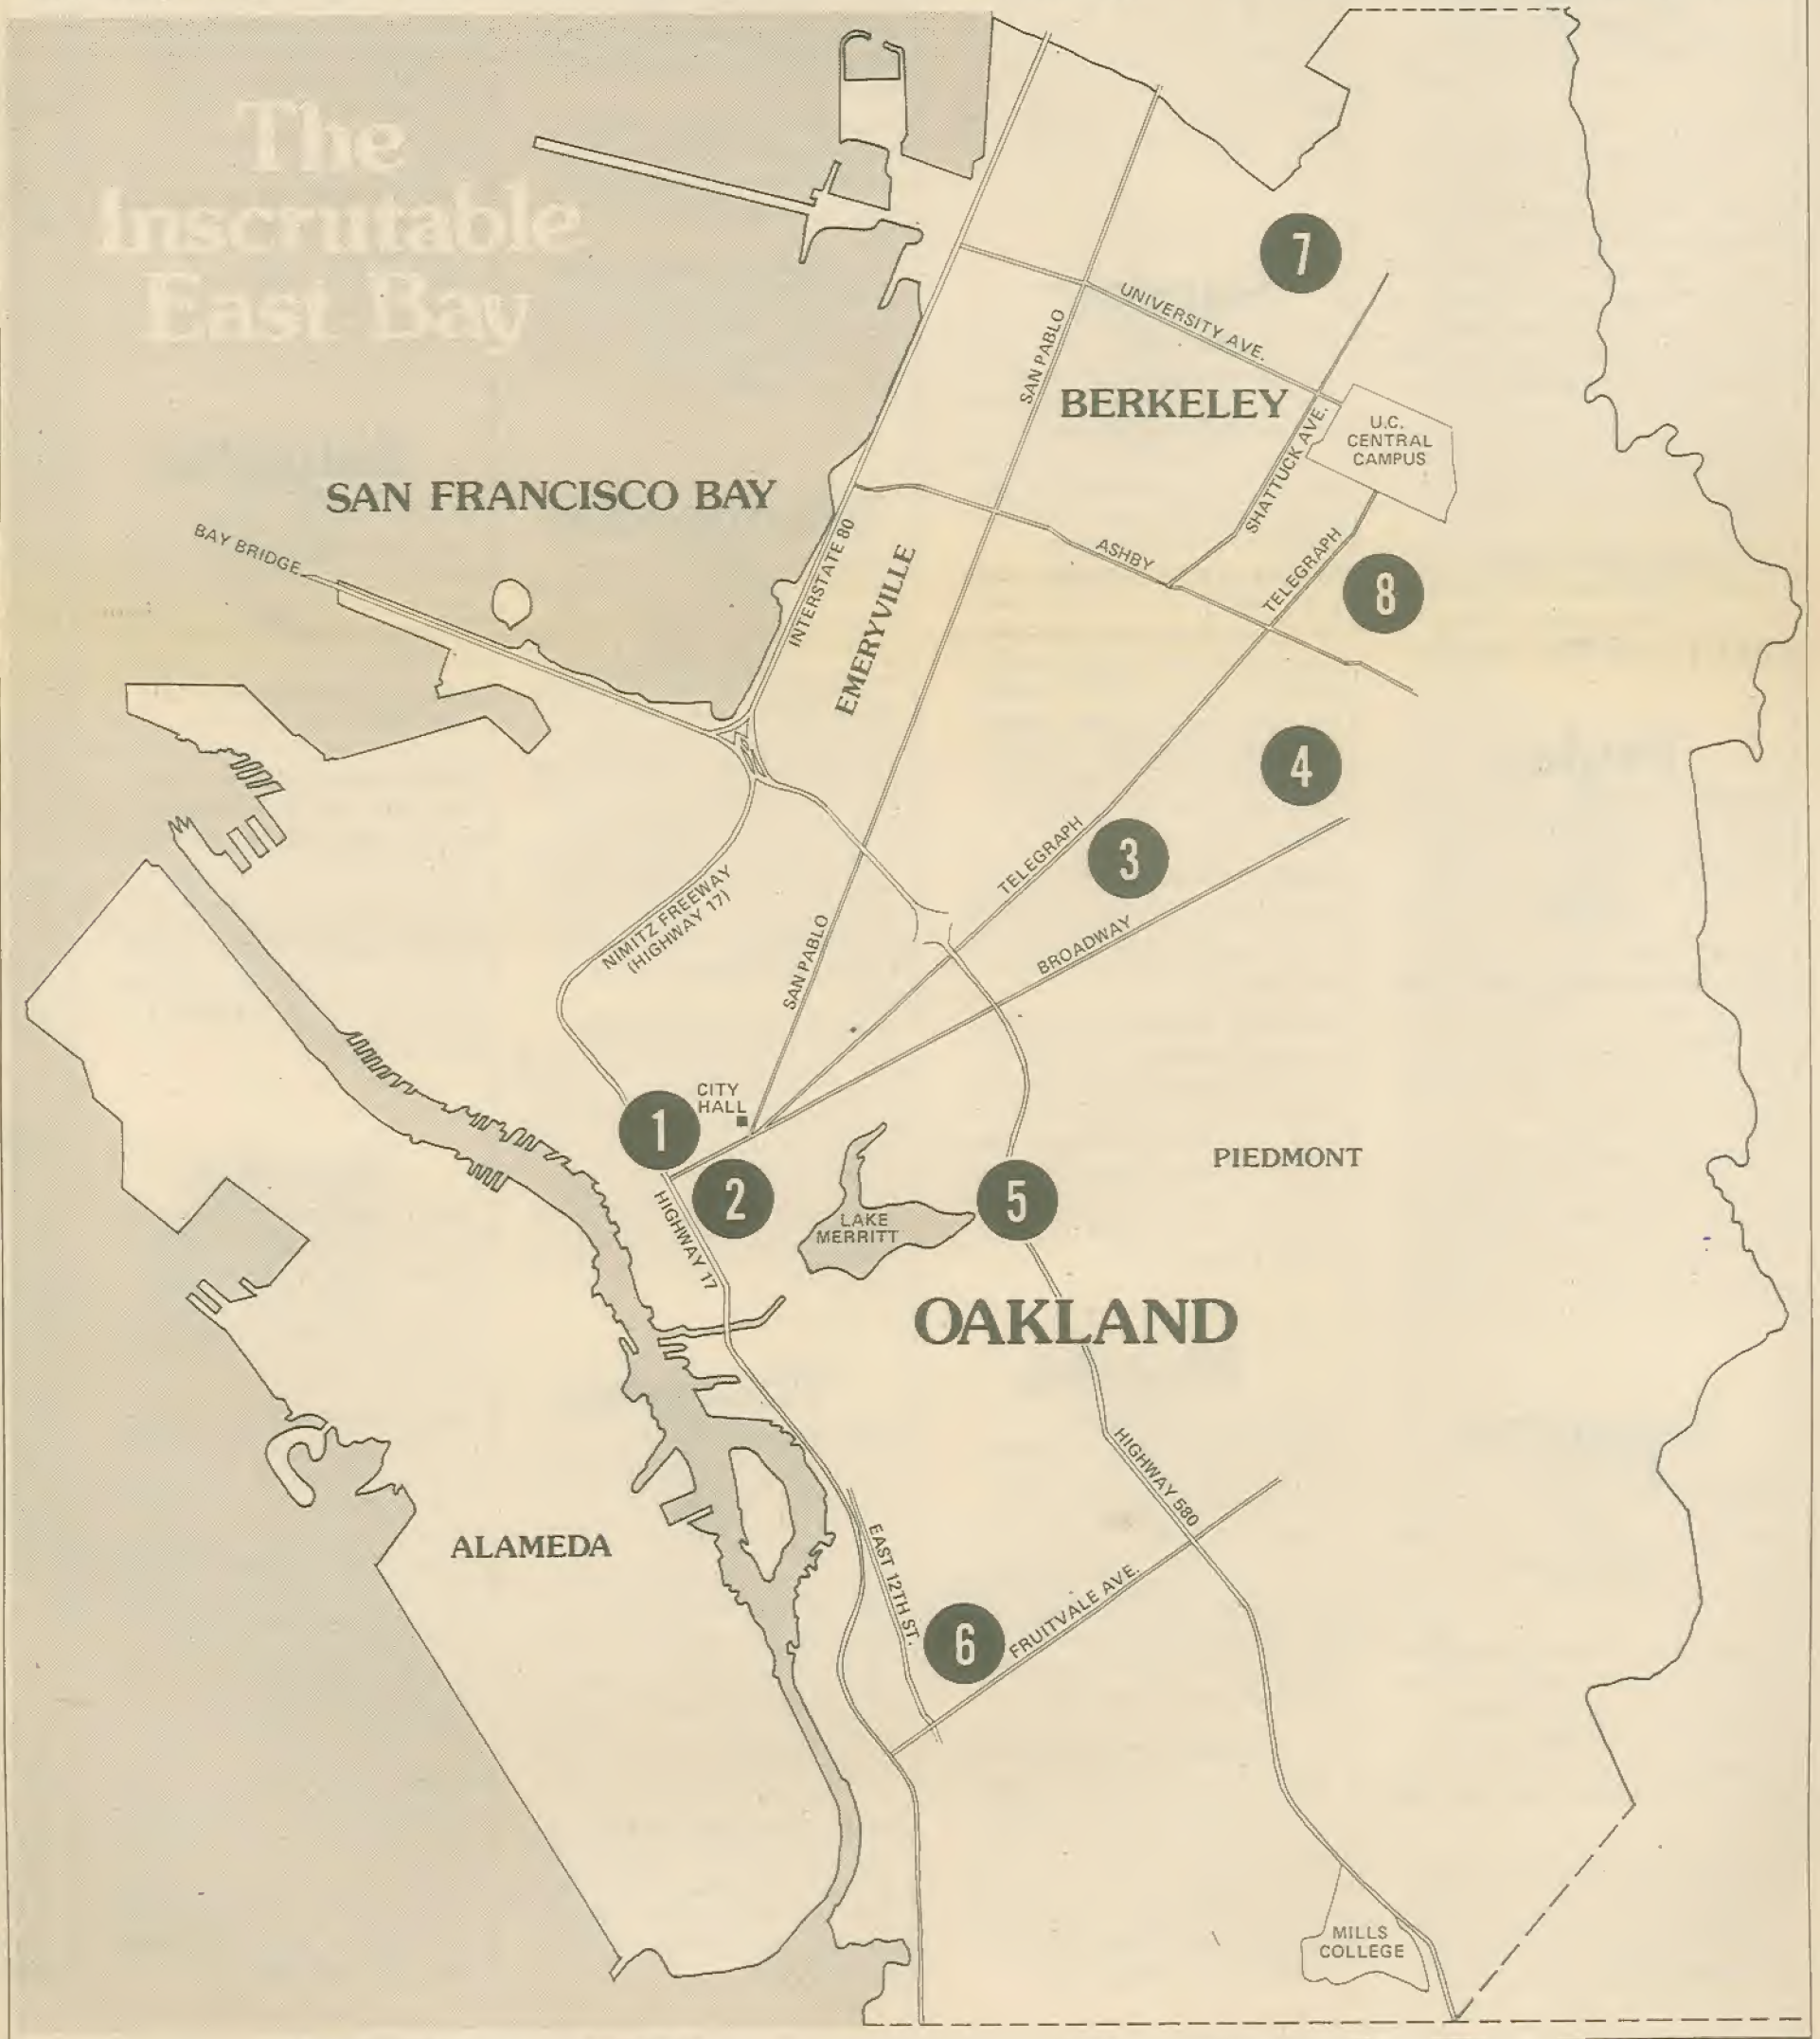 The
Inscrutable
East Bay
7
UNIVERSITY AVE.
SAN PABLO
BERKELEY
SHATTUCK AVE.
U.C.
CENTRAL
CAMPUS
SAN FRANCISCO BAY
BAY BRIDGE
INTERSTATE 80
EMERYVILLE
ASHBY
TELEGRAPH
8
4
TELEGRAPH
3
NIMITZ FREEWAY
(HIGHWAY 17)
SAN PABLO
BROADWAY
1
CITY
HALL
2
HIGHWAY 17
LAKE
MERRITT
5
PIEDMONT
OAKLAND
HIGHWAY 580
ALAMEDA
EAST 12TH ST.
6
FRUITVALE AVE.
MILLS
COLLEGE